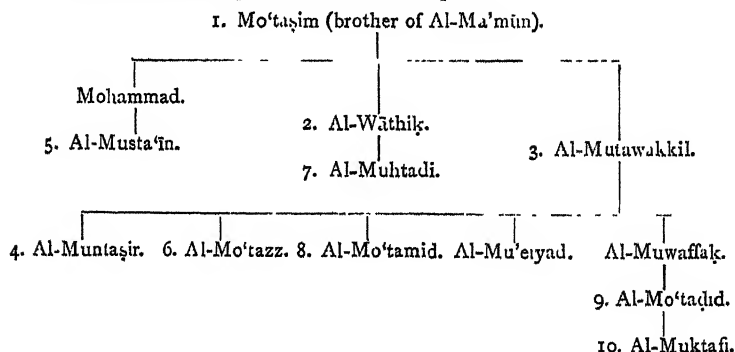 1. Mo‘taṣim (brother of Al-Ma’mūn).
Mohammad.
2. Al-Wāthiḳ.
5. Al-Musta‘īn.
3. Al-Mutawakkil.
7. Al-Muhtadi.
4. Al-Muntaṣir. 6. Al-Mo‘tazz. 8. Al-Mo‘tamid. Al-Mu’eiyad. Al-Muwaffaḳ.
9. Al-Mo‘taḍid.
10. Al-Muktafi.